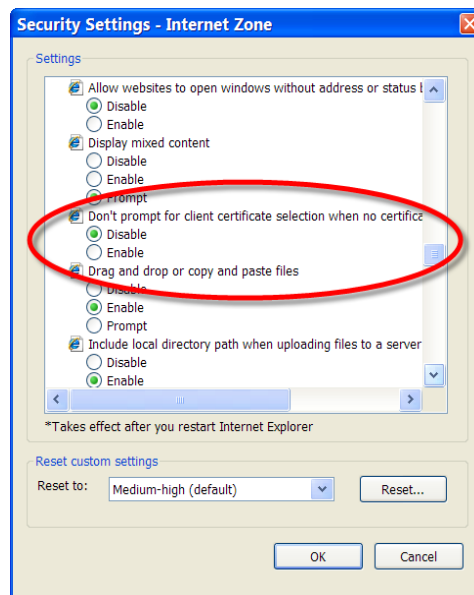 Security Settings - Internet Zone
Settings
Allow websites to open windows without address or status
Disable
Enable
Display mixed content
Disable
Enable
Prompt
Don't prompt for client certificate selection when no certifica
Disable
Enable
Drag and drop or copy and paste files
Disable
Enable
Prompt
Include local directory path when uploading files to a server
Disable
Enable
*Takes effect after you restart Internet Explorer
Reset custom settings
Reset to:
Medium-high (default)
Reset...
OK
Cancel